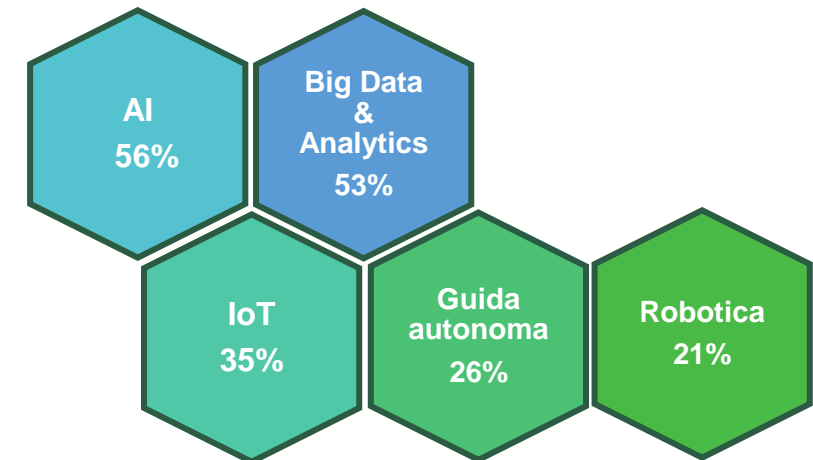 AI
56%
Big Data
&
Analytics
53%
IoT
35%
Guida
autonoma
26%
Robotica
21%